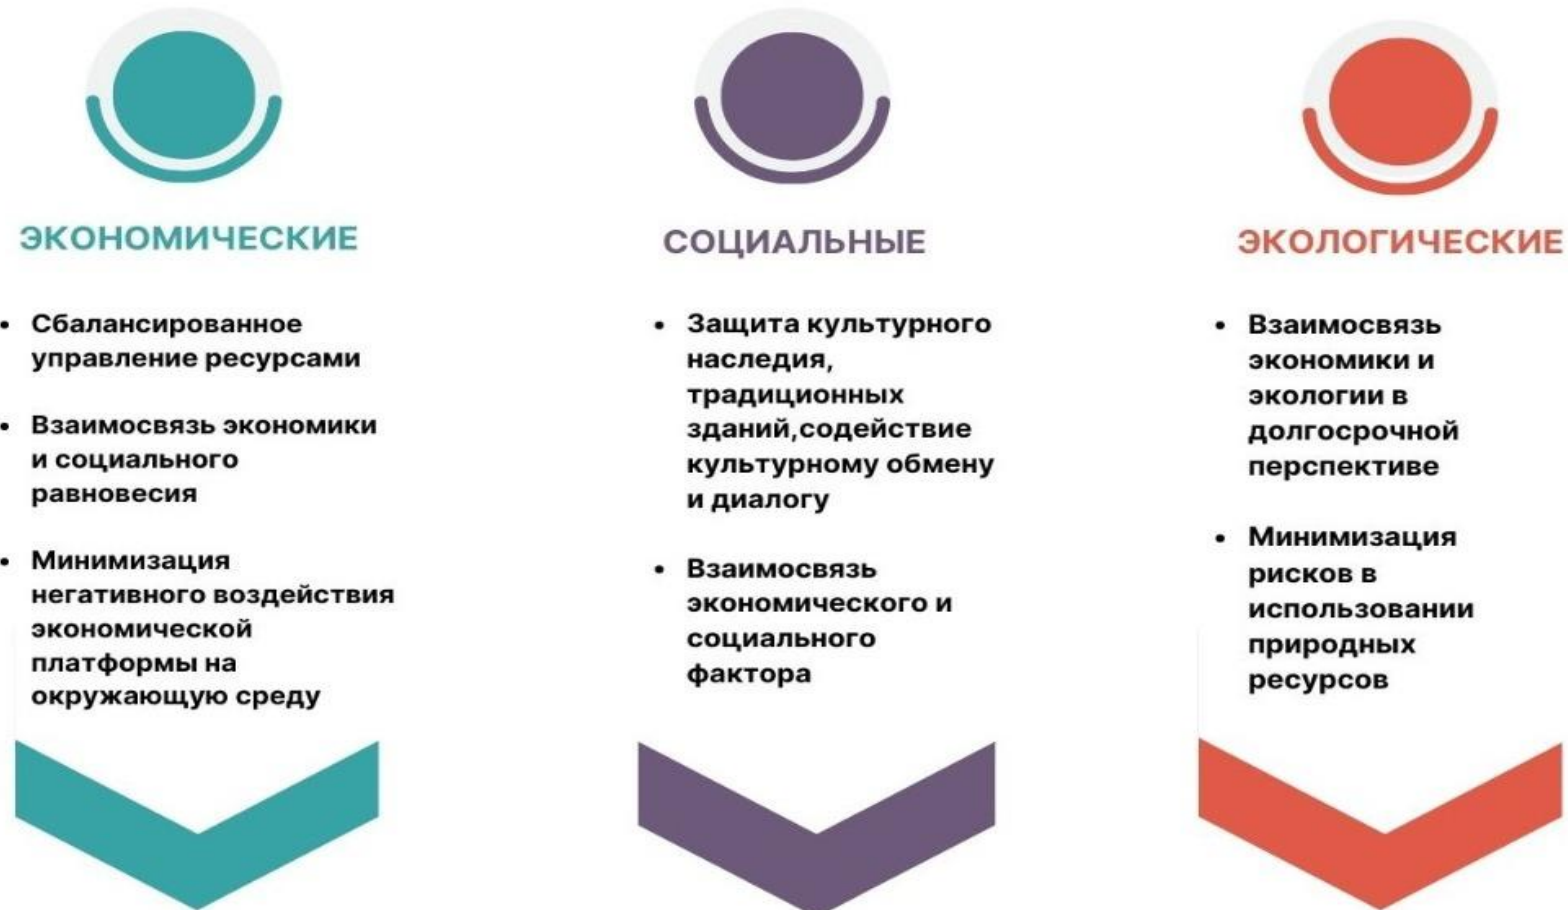 ЭКОНОМИЧЕСКИЕ
• Сбалансированное
управление ресурсами
• Взаимосвязь экономики
и социального
равновесия
• Минимизация
негативного воздействия
экономической
платформы на
окружающую среду
СОЦИАЛЬНЫЕ
• Защита культурного
наследия,
традиционных
зданий,содействие
культурному обмену
и диалогу
• Взаимосвязь
экономического и
социального
фактора
ЭКОЛОГИЧЕСКИЕ
• Взаимосвязь
экономики и
экологии в
долгосрочной
перспективе
• Минимизация
рисков в
использовании
природных
ресурсов